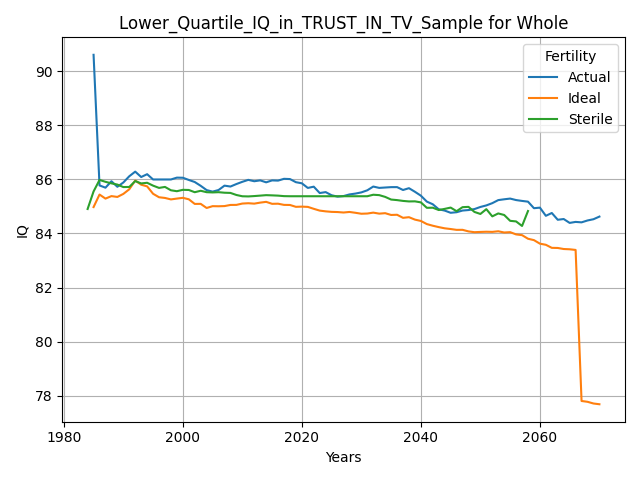 Lower_Quartile_IQ_in_TRUST_IN_TV_Sample for Whole
Fertility
Actual
Ideal
Sterile
IQ
90
88
86
84
82
80
78
1980
2000
2020
2040
2060
Years